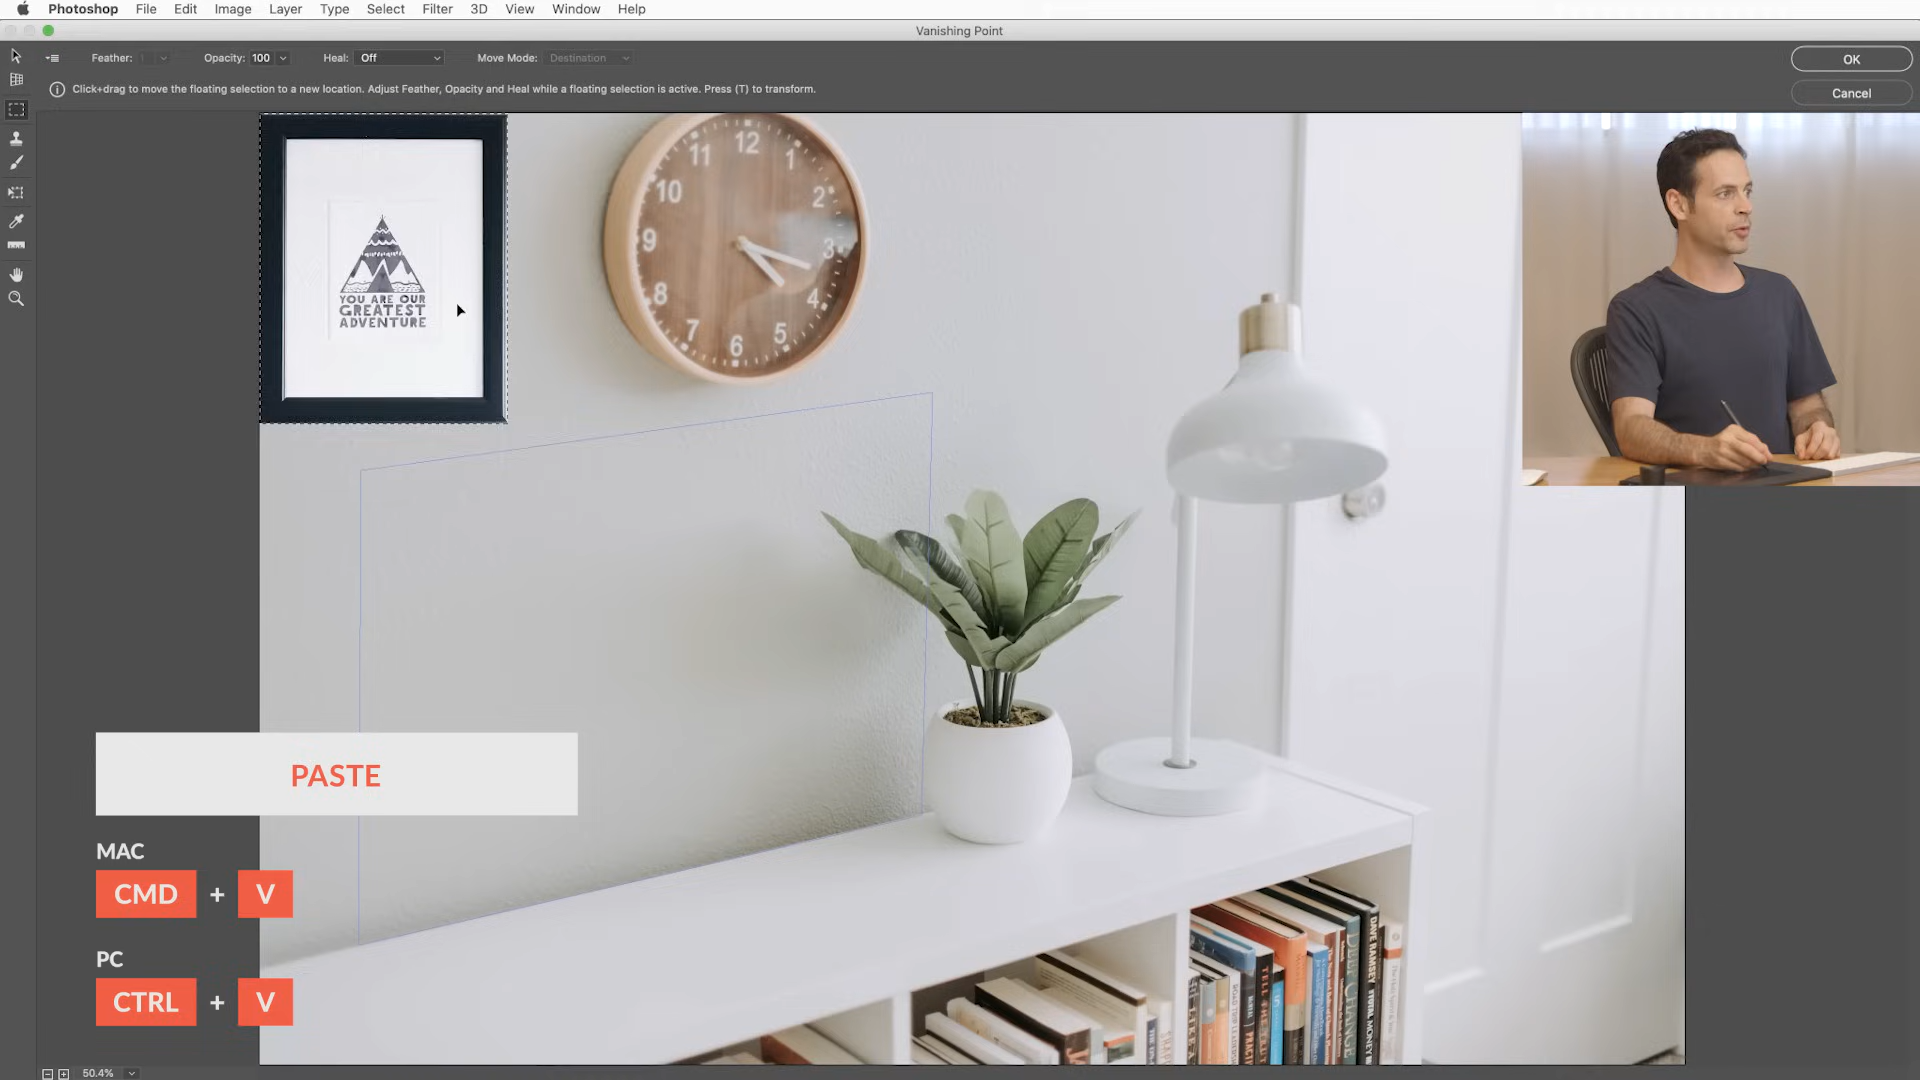 Photoshop File Edit Image Layer Type Select Filter 3D View Window Help
Vanishing Point
Feather: 1 Opacity: 100 Heal: Off Move Mode: Destination
OK
Click+drag to move the floating selection to a new location. Adjust Feather, Opacity and Heal while a floating selection is active. Press (T) to transform.
Cancel
12
11 1
10 2
9 3
8 4
7 5
6
YOU ARE OUR
GREATEST
ADVENTURE
PASTE
MAC
CMD + V
PC
CTRL + V
DAVE RAMSEY
50.4%